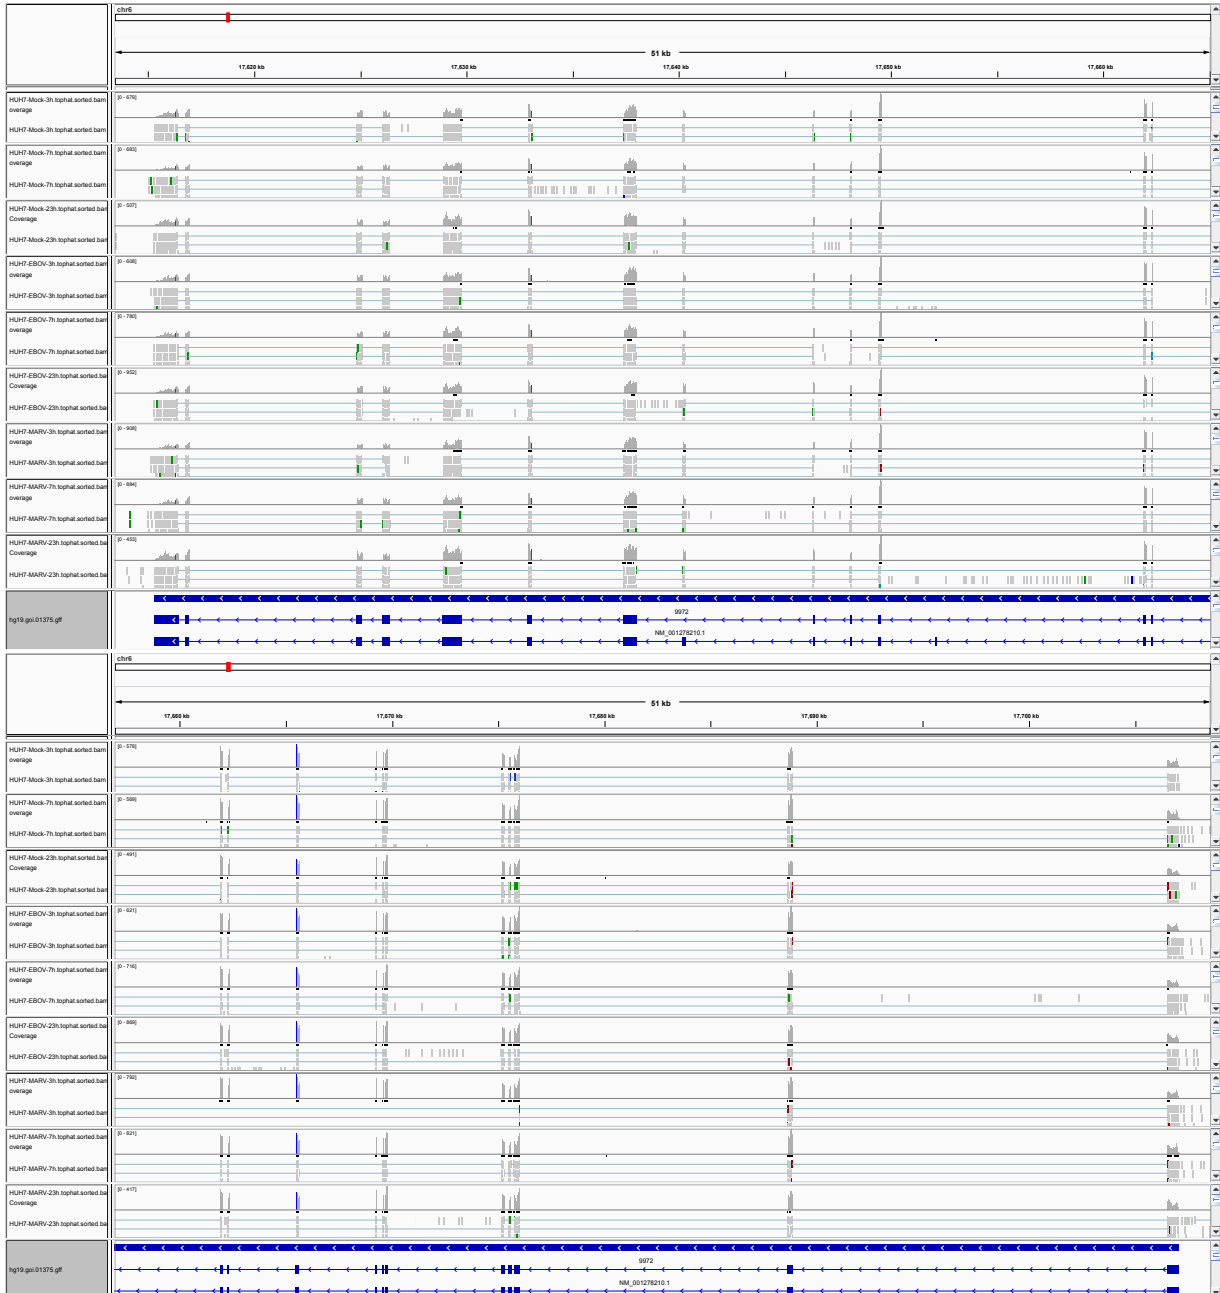 chr6
51 kb
17,620 kb 17,630 kb 17,640 kb 17,650 kb 17,660 kb
HUH7-Mock-3h.tophat.sorted.bam
overage
[0 - 679]
HUH7-Mock-3h.tophat.sorted.bam
HUH7-Mock-7h.tophat.sorted.bam
overage
[0 - 683]
HUH7-Mock-7h.tophat.sorted.bam
HUH7-Mock-23h.tophat.sorted.bam
Coverage
[0 - 507]
HUH7-Mock-23h.tophat.sorted.bam
HUH7-EBOV-3h.tophat.sorted.bam
overage
[0 - 608]
HUH7-EBOV-3h.tophat.sorted.bam
HUH7-EBOV-7h.tophat.sorted.bam
overage
[0 - 780]
HUH7-EBOV-7h.tophat.sorted.bam
HUH7-EBOV-23h.tophat.sorted.ba
Coverage
[0 - 952]
HUH7-EBOV-23h.tophat.sorted.ba
HUH7-MARV-3h.tophat.sorted.bam
overage
[0 - 908]
HUH7-MARV-3h.tophat.sorted.bam
HUH7-MARV-7h.tophat.sorted.bam
overage
[0 - 884]
HUH7-MARV-7h.tophat.sorted.bam
HUH7-MARV-23h.tophat.sorted.ba
Coverage
[0 - 453]
HUH7-MARV-23h.tophat.sorted.ba
hg19.goi.01375.gff
9972
NM_001278210.1
chr6
51 kb
17,660 kb 17,670 kb 17,680 kb 17,690 kb 17,700 kb
HUH7-Mock-3h.tophat.sorted.bam
overage
[0 - 578]
HUH7-Mock-3h.tophat.sorted.bam
HUH7-Mock-7h.tophat.sorted.bam
overage
[0 - 569]
HUH7-Mock-7h.tophat.sorted.bam
HUH7-Mock-23h.tophat.sorted.bam
Coverage
[0 - 491]
HUH7-Mock-23h.tophat.sorted.bam
HUH7-EBOV-3h.tophat.sorted.bam
overage
[0 - 621]
HUH7-EBOV-3h.tophat.sorted.bam
HUH7-EBOV-7h.tophat.sorted.bam
overage
[0 - 716]
HUH7-EBOV-7h.tophat.sorted.bam
HUH7-EBOV-23h.tophat.sorted.ba
Coverage
[0 - 869]
HUH7-EBOV-23h.tophat.sorted.ba
HUH7-MARV-3h.tophat.sorted.bam
overage
[0 - 792]
HUH7-MARV-3h.tophat.sorted.bam
HUH7-MARV-7h.tophat.sorted.bam
overage
[0 - 821]
HUH7-MARV-7h.tophat.sorted.bam
HUH7-MARV-23h.tophat.sorted.ba
Coverage
[0 - 417]
HUH7-MARV-23h.tophat.sorted.ba
hg19.goi.01375.gff
9972
NM_001278210.1